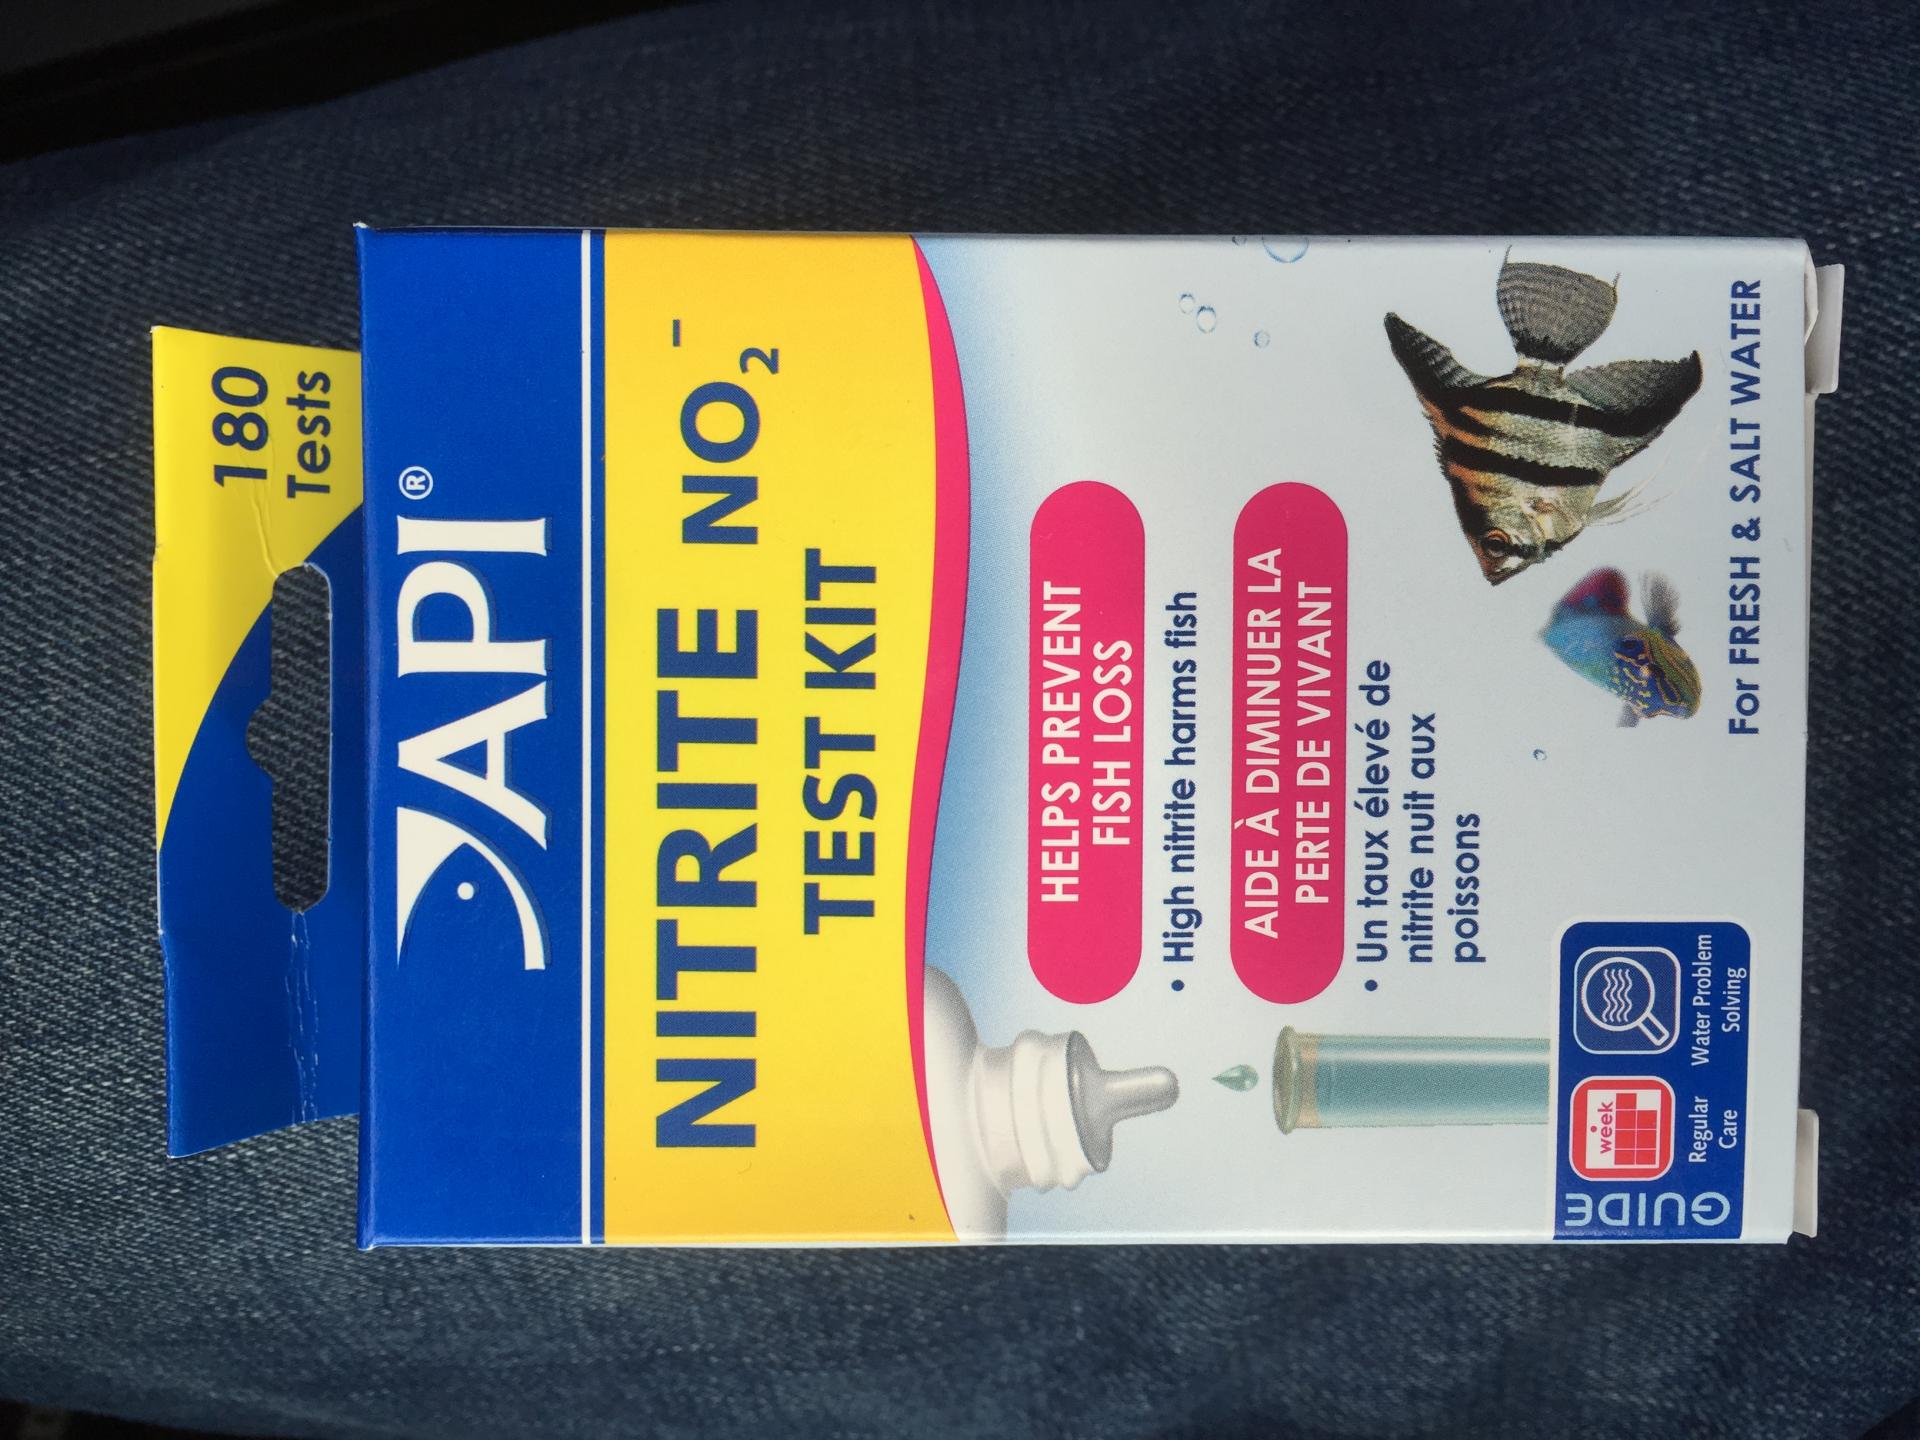 180
Tests
API®
NITRITE NO₂⁻
TEST KIT
HELPS PREVENT
FISH LOSS
• High nitrite harms fish
AIDE À DIMINUER LA
PERTE DE VIVANT
• Un taux élevé de
nitrite nuit aux
poissons
GUIDE
week
Regular
Care
Water Problem
Solving
For FRESH & SALT WATER